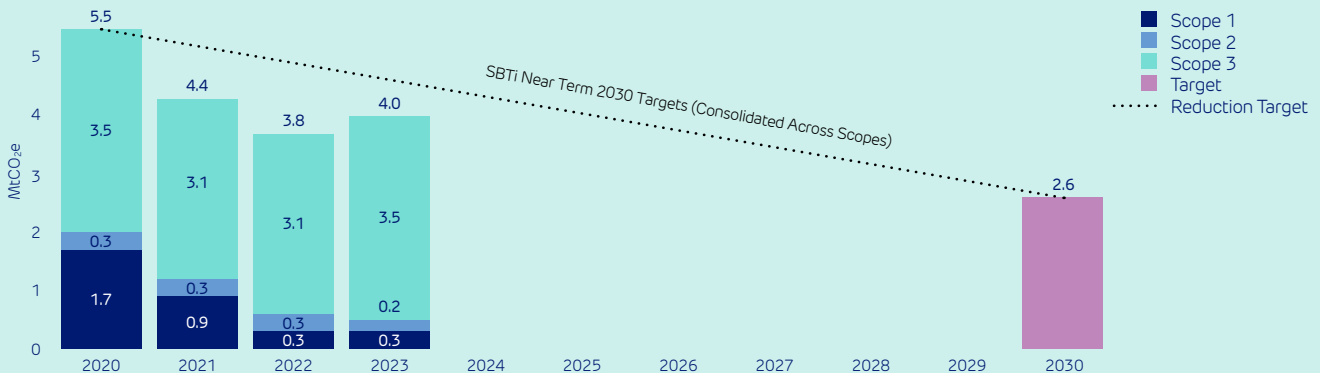 5.5
Scope 1
Scope 2
Scope 3
Target
Reduction Target
SBTi Near Term 2030 Targets (Consolidated Across Scopes)
MtCO₂e
5
4
3
2
1
0
3.5
0.3
1.7
4.4
3.1
0.3
0.9
3.8
3.1
0.3
0.3
4.0
3.5
0.2
0.3
2.6
2020 2021 2022 2023 2024 2025 2026 2027 2028 2029 2030